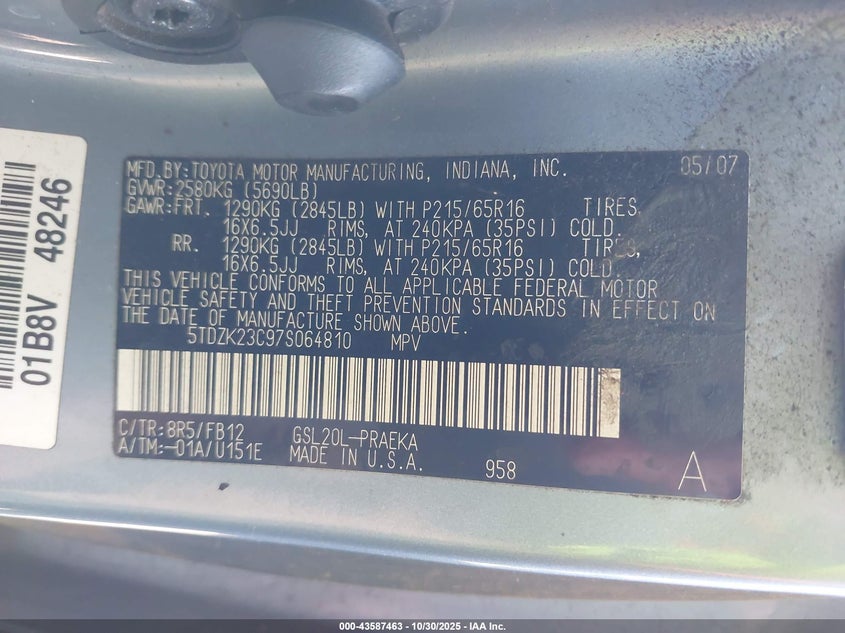 MFD.BY:TOYOTA MOTOR MANUFACTURING, INDIANA, INC. 05/07
GVWR:2580KG (5690LB)
GAWR:FRT. 1290KG (2845LB) WITH P215/65R16 TIRES,
16X6.5JJ RIMS, AT 240KPA (35PSI) COLD.
RR. 1290KG (2845LB) WITH P215/65R16 TIRES,
16X6.5JJ RIMS, AT 240KPA (35PSI) COLD.
THIS VEHICLE CONFORMS TO ALL APPLICABLE FEDERAL MOTOR
VEHICLE SAFETY AND THEFT PREVENTION STANDARDS IN EFFECT ON
THE DATE OF MANUFACTURE SHOWN ABOVE.
5TDZK23C97S064810 MPV
C/TR:8R5/FB12 GSL20L-PRAEKA
A/TM:-01A/U151E MADE IN U.S.A. 958 A
01B8V 48246
000-43587463 - 10/30/2025 - IAA Inc.